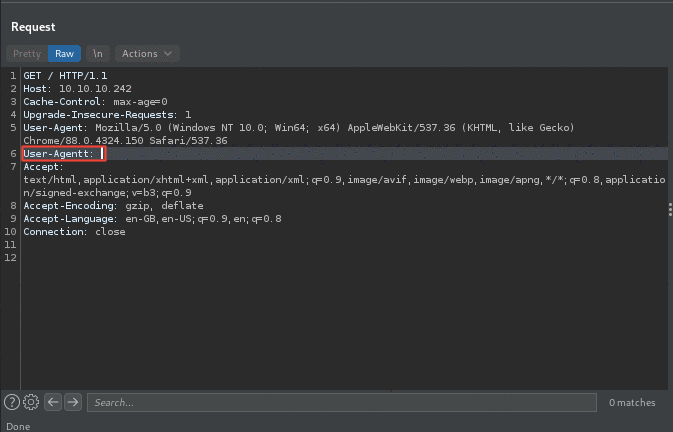 Request
Pretty Raw \n Actions
1 GET / HTTP/1.1
2 Host: 10.10.10.242
3 Cache-Control: max-age=0
4 Upgrade-Insecure-Requests: 1
5 User-Agent: Mozilla/5.0 (Windows NT 10.0; Win64; x64) AppleWebKit/537.36 (KHTML, like Gecko)
Chrome/88.0.4324.150 Safari/537.36
6 User-Agentt:
7 Accept:
text/html,application/xhtml+xml,application/xml;q=0.9,image/avif,image/webp,image/apng,*/*;q=0.8,applicatio
n/signed-exchange;v=b3;q=0.9
8 Accept-Encoding: gzip, deflate
9 Accept-Language: en-GB,en-US;q=0.9,en;q=0.8
10 Connection: close
11
12
? Search... 0 matches
Done